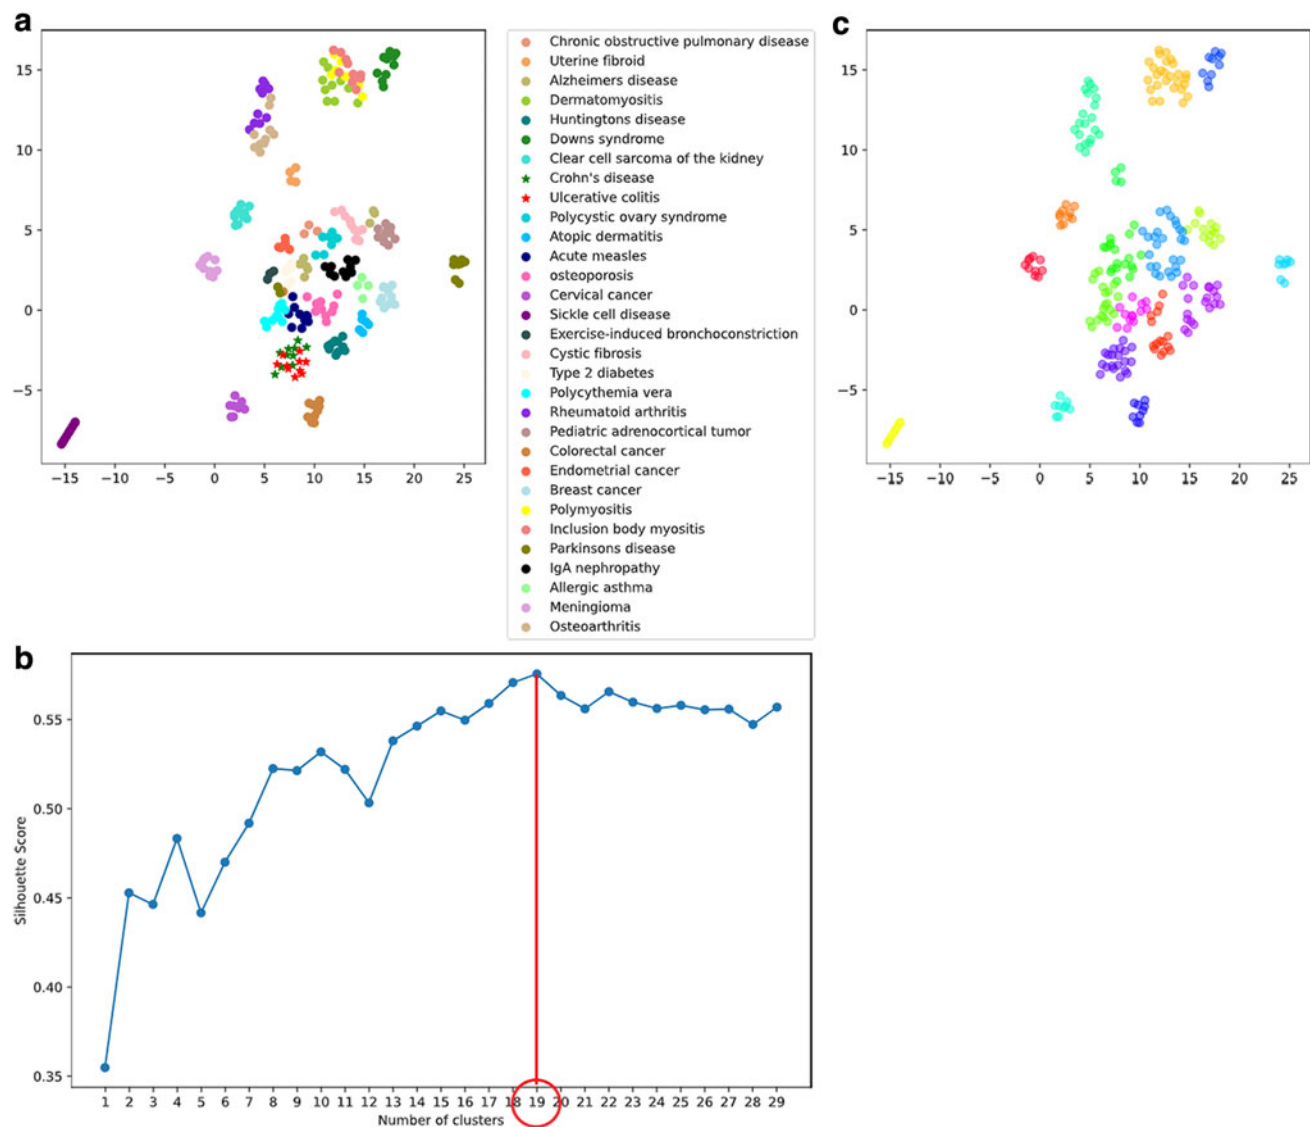 a
15
10
5
0
−5
−15
−10
−5
0
5
10
15
20
25
Chronic obstructive pulmonary disease
Uterine fibroid
Alzheimers disease
Dermatomyositis
Huntingtons disease
Downs syndrome
Clear cell sarcoma of the kidney
Crohn's disease
Ulcerative colitis
Polycystic ovary syndrome
Atopic dermatitis
Acute measles
osteoporosis
Cervical cancer
Sickle cell disease
Exercise-induced bronchoconstriction
Cystic fibrosis
Type 2 diabetes
Polycythemia vera
Rheumatoid arthritis
Pediatric adrenocortical tumor
Colorectal cancer
Endometrial cancer
Breast cancer
Polymyositis
Inclusion body myositis
Parkinsons disease
IgA nephropathy
Allergic asthma
Meningioma
Osteoarthritis
c
15
10
5
0
−5
−15
−10
−5
0
5
10
15
20
25
b
Silhouette Score
0.55
0.50
0.45
0.40
0.35
1 2 3 4 5 6 7 8 9 10 11 12 13 14 15 16 17 18 19 20 21 22 23 24 25 26 27 28 29
Number of clusters